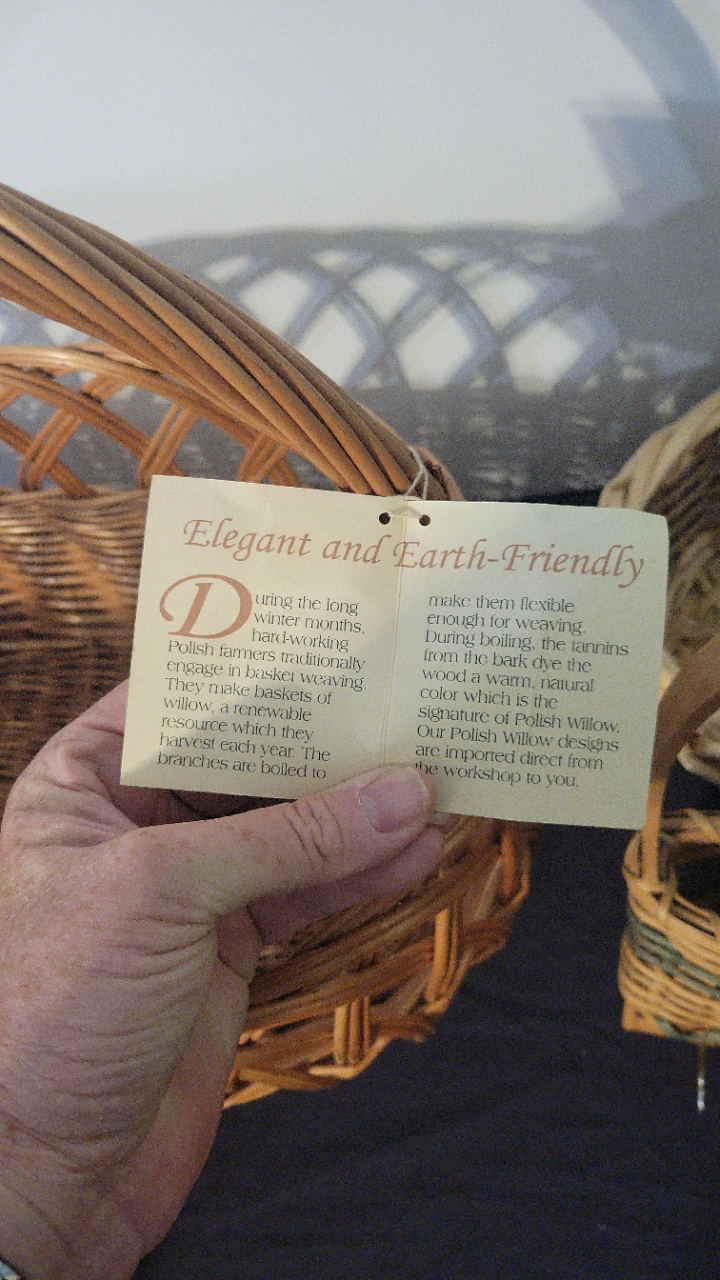 Elegant and Earth-Friendly
During the long
winter months,
hard-working
Polish farmers traditionally
engage in basket weaving.
They make baskets of
willow, a renewable
resource which they
harvest each year. The
branches are boiled to
make them flexible
enough for weaving.
During boiling, the tannins
from the bark dye the
wood a warm, natural
color which is the
signature of Polish Willow.
Our Polish Willow designs
are imported direct from
the workshop to you.